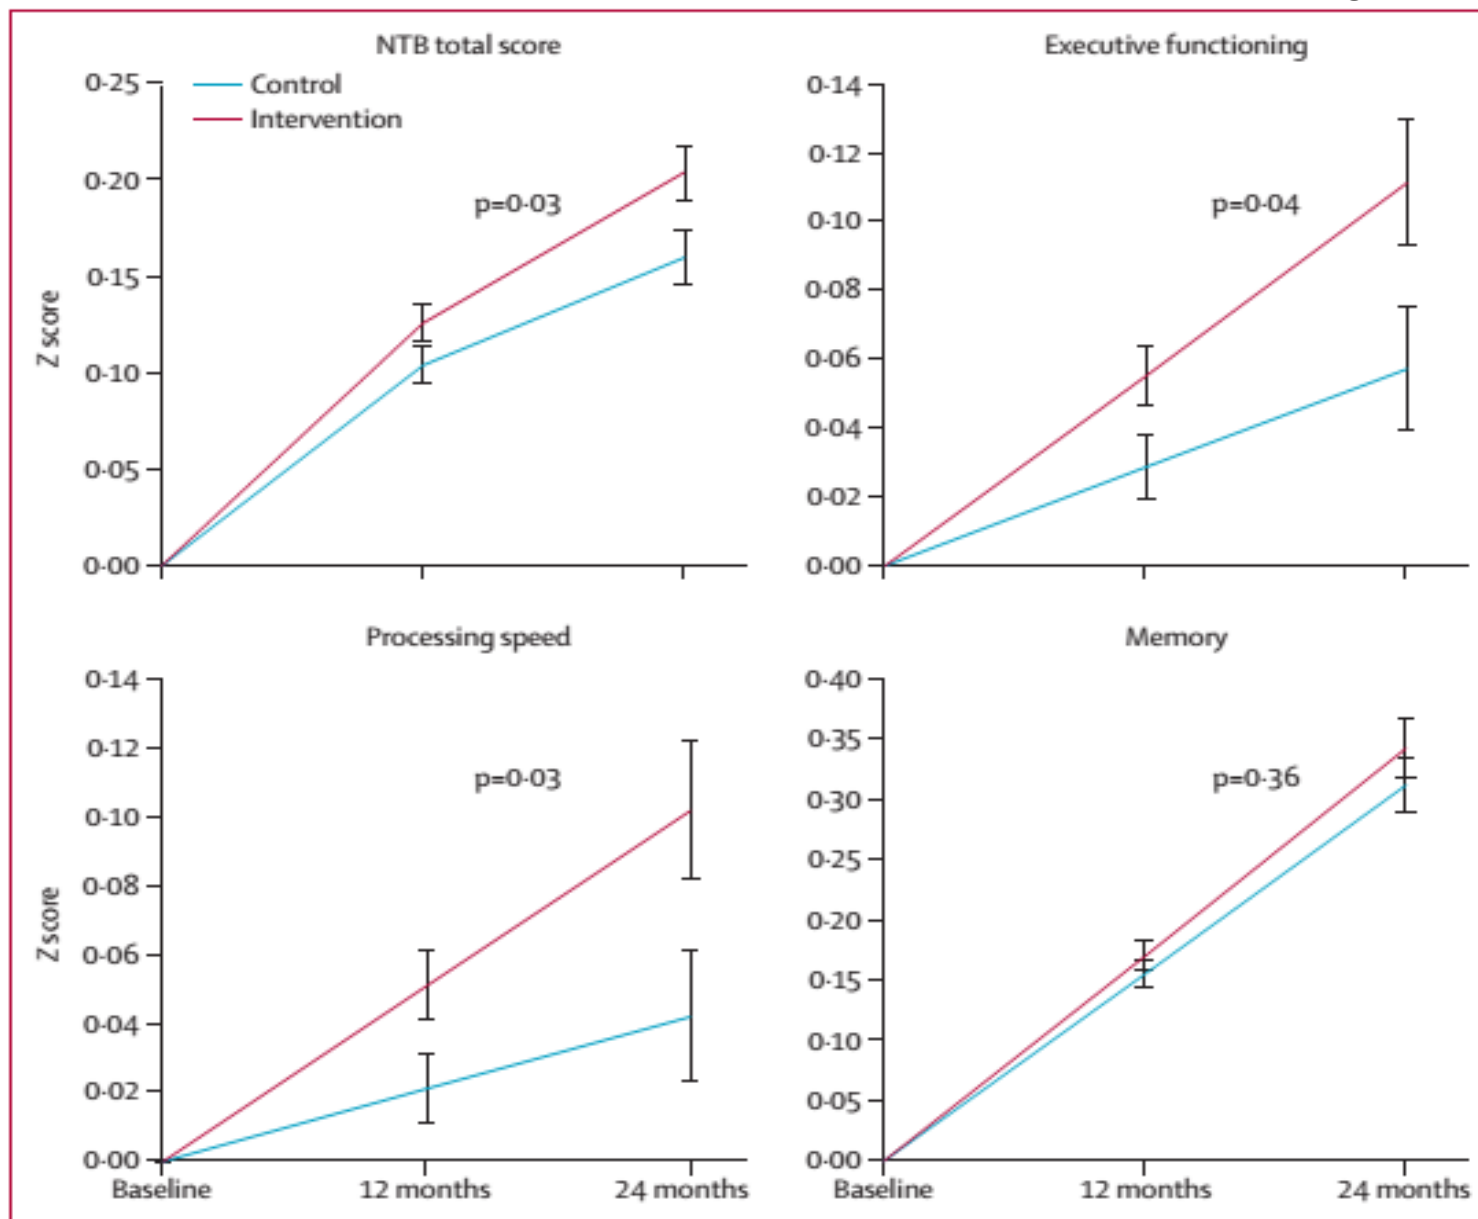 NTB total score
0·25
0·20
0·15
0·10
0·05
0·00
Z score
Control
Intervention
p=0·03
Executive functioning
0·14
0·12
0·10
0·08
0·06
0·04
0·02
0·00
p=0·04
Processing speed
0·14
0·12
0·10
0·08
0·06
0·04
0·02
0·00
Z score
p=0·03
Baseline
12 months
24 months
Memory
0·40
0·35
0·30
0·25
0·20
0·15
0·10
0·05
0·00
p=0·36
Baseline
12 months
24 months